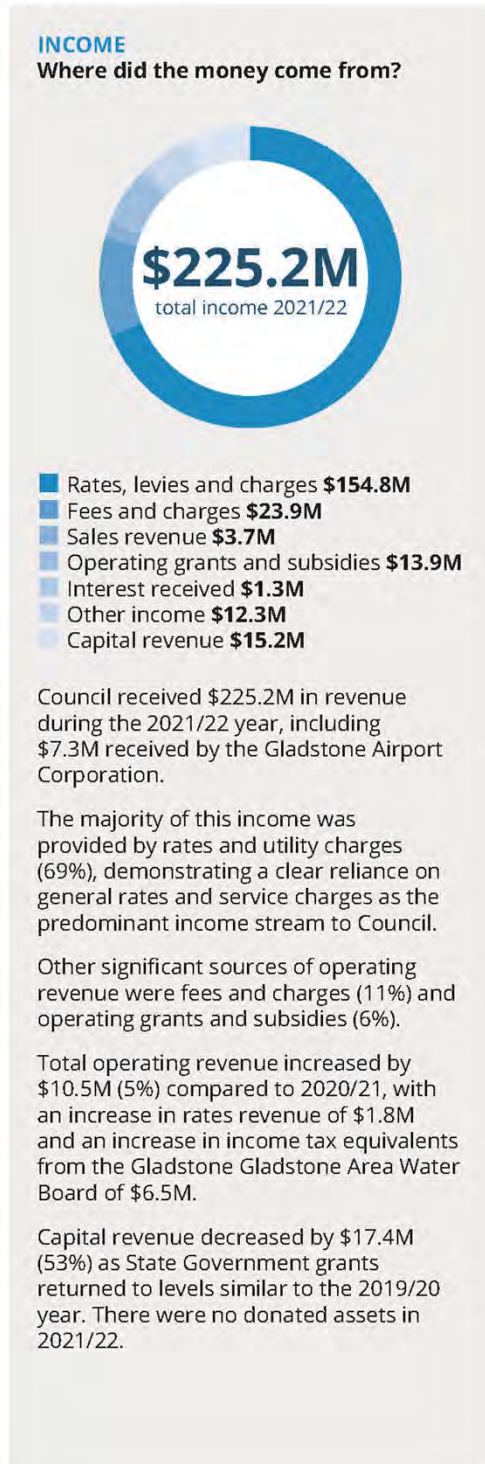 INCOME
Where did the money come from?
$225.2M
total income 2021/22
Rates, levies and charges $154.8M
Fees and charges $23.9M
Sales revenue $3.7M
Operating grants and subsidies $13.9M
Interest received $1.3M
Other income $12.3M
Capital revenue $15.2M
Council received $225.2M in revenue
during the 2021/22 year, including
$7.3M received by the Gladstone Airport
Corporation.
The majority of this income was
provided by rates and utility charges
(69%), demonstrating a clear reliance on
general rates and service charges as the
predominant income stream to Council.
Other significant sources of operating
revenue were fees and charges (11%) and
operating grants and subsidies (6%).
Total operating revenue increased by
$10.5M (5%) compared to 2020/21, with
an increase in rates revenue of $1.8M
and an increase in income tax equivalents
from the Gladstone Gladstone Area Water
Board of $6.5M.
Capital revenue decreased by $17.4M
(53%) as State Government grants
returned to levels similar to the 2019/20
year. There were no donated assets in
2021/22.